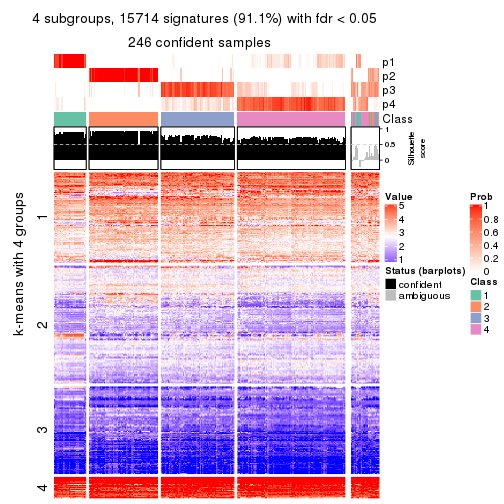 4 subgroups, 15714 signatures (91.1%) with fdr < 0.05
246 confident samples
p1
p2
p3
p4
Class
1
0.5
0
Silhouette
score
k-means with 4 groups
1
2
3
4
Value
5
4
3
2
1
Status (barplots)
confident
ambiguous
Prob
1
0.8
0.6
0.4
0.2
0
Class
1
2
3
4